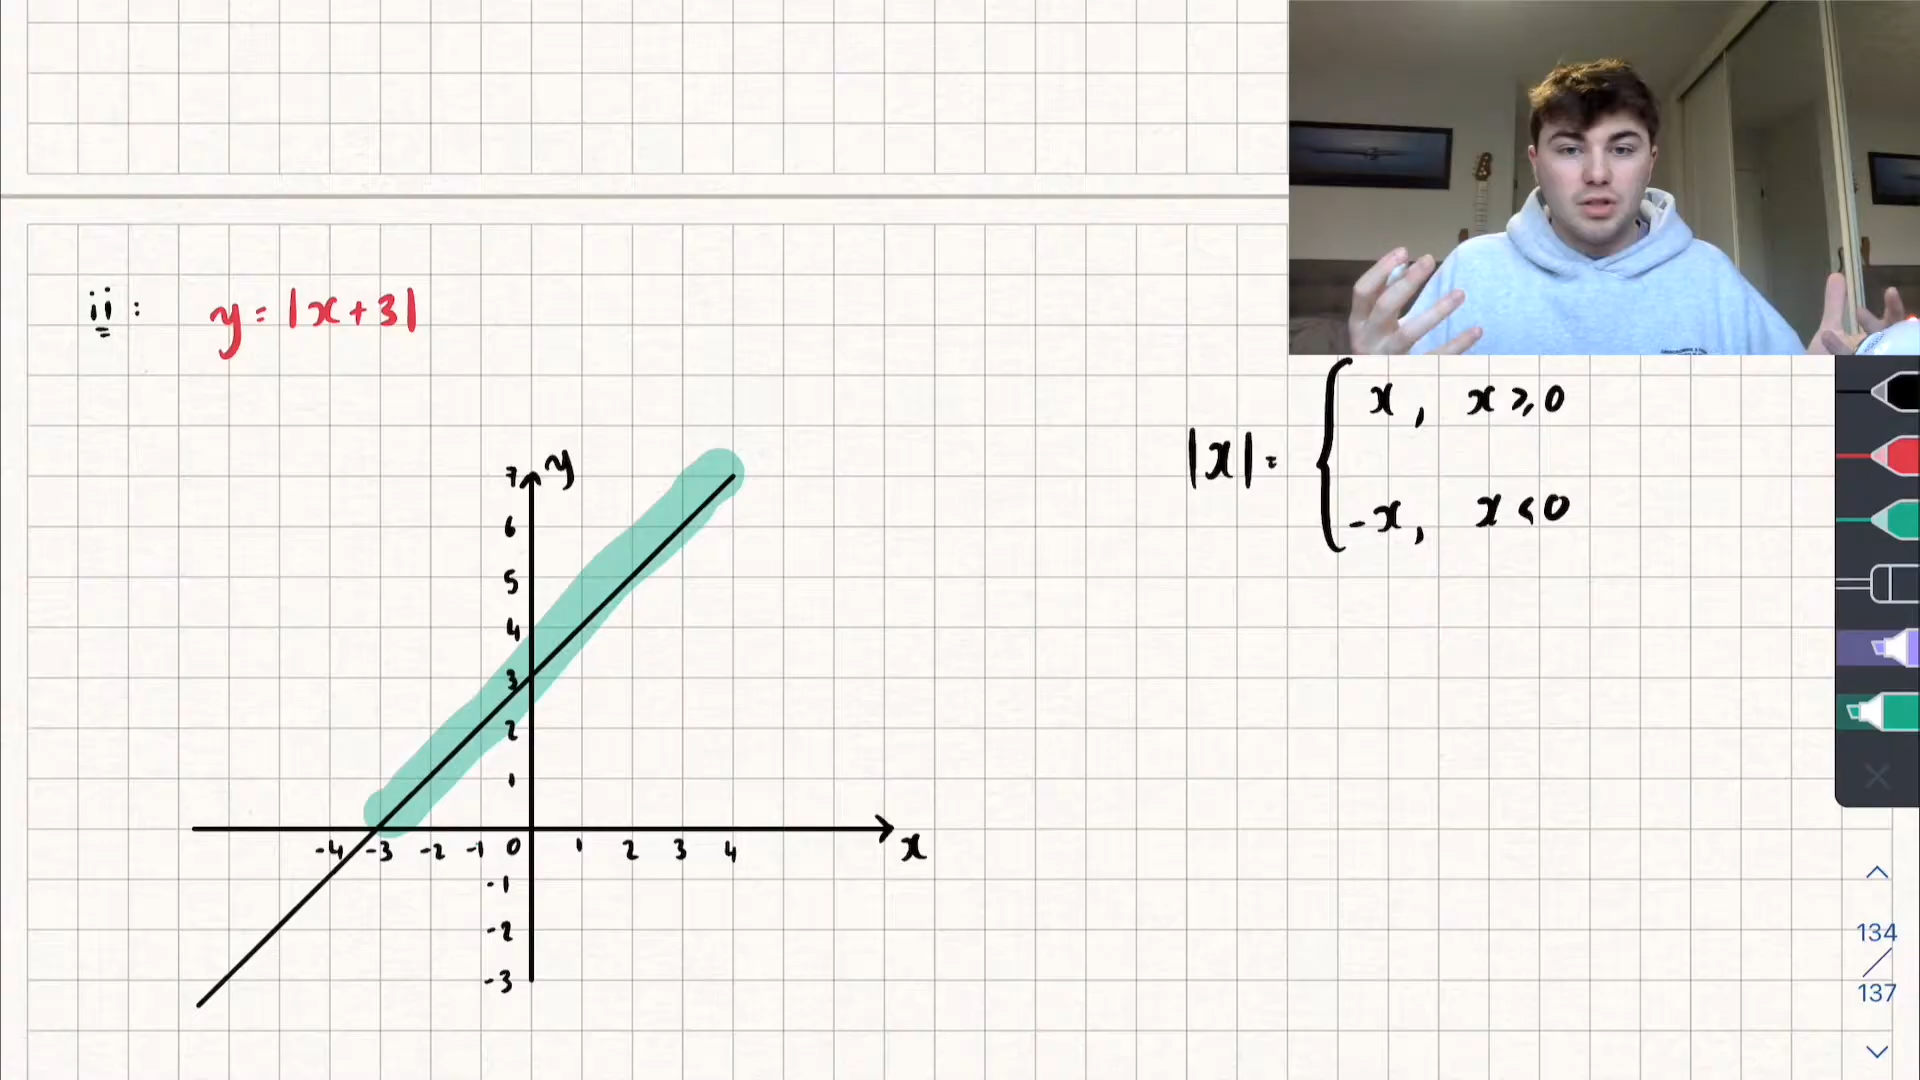 ii : y = |x+3|
|x| = { x , x ⩾ 0
-x , x < 0
7 y
6
5
4
3
2
1
-4 -3 -2 -1 0 1 2 3 4 x
-1
-2
-3
134
137